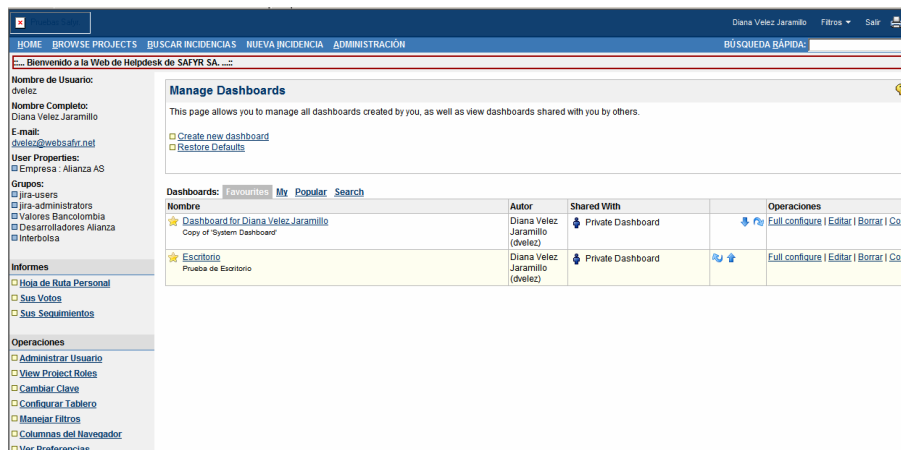 Diana Velez Jaramillo Filtros Salir
HOME BROWSE PROJECTS BUSCAR INCIDENCIAS NUEVA INCIDENCIA ADMINISTRACIÓN BÚSQUEDA RÁPIDA:
::... Bienvenido a la Web de Helpdesk de SAFYR SA. ...::
Nombre de Usuario:
dvelez
Nombre Completo:
Diana Velez Jaramillo
E-mail:
dvelez@websafyr.net
User Properties:
Empresa : Alianza AS
Grupos:
jira-users
jira-administrators
Valores Bancolombia
Desarrolladores Alianza
Interbolsa
Informes
Hoja de Ruta Personal
Sus Votos
Sus Seguimientos
Operaciones
Administrar Usuario
View Project Roles
Cambiar Clave
Configurar Tablero
Manejar Filtros
Columnas del Navegador
Ver Preferencias
Manage Dashboards
This page allows you to manage all dashboards created by you, as well as view dashboards shared with you by others.
Create new dashboard
Restore Defaults
Dashboards: Favourites My Popular Search
Nombre Autor Shared With Operaciones
Dashboard for Diana Velez Jaramillo
Copy of 'System Dashboard'
Diana Velez
Jaramillo
(dvelez)
Private Dashboard
Full configure | Editar | Borrar | Co
Escritorio
Prueba de Escritorio
Diana Velez
Jaramillo
(dvelez)
Private Dashboard
Full configure | Editar | Borrar | Co